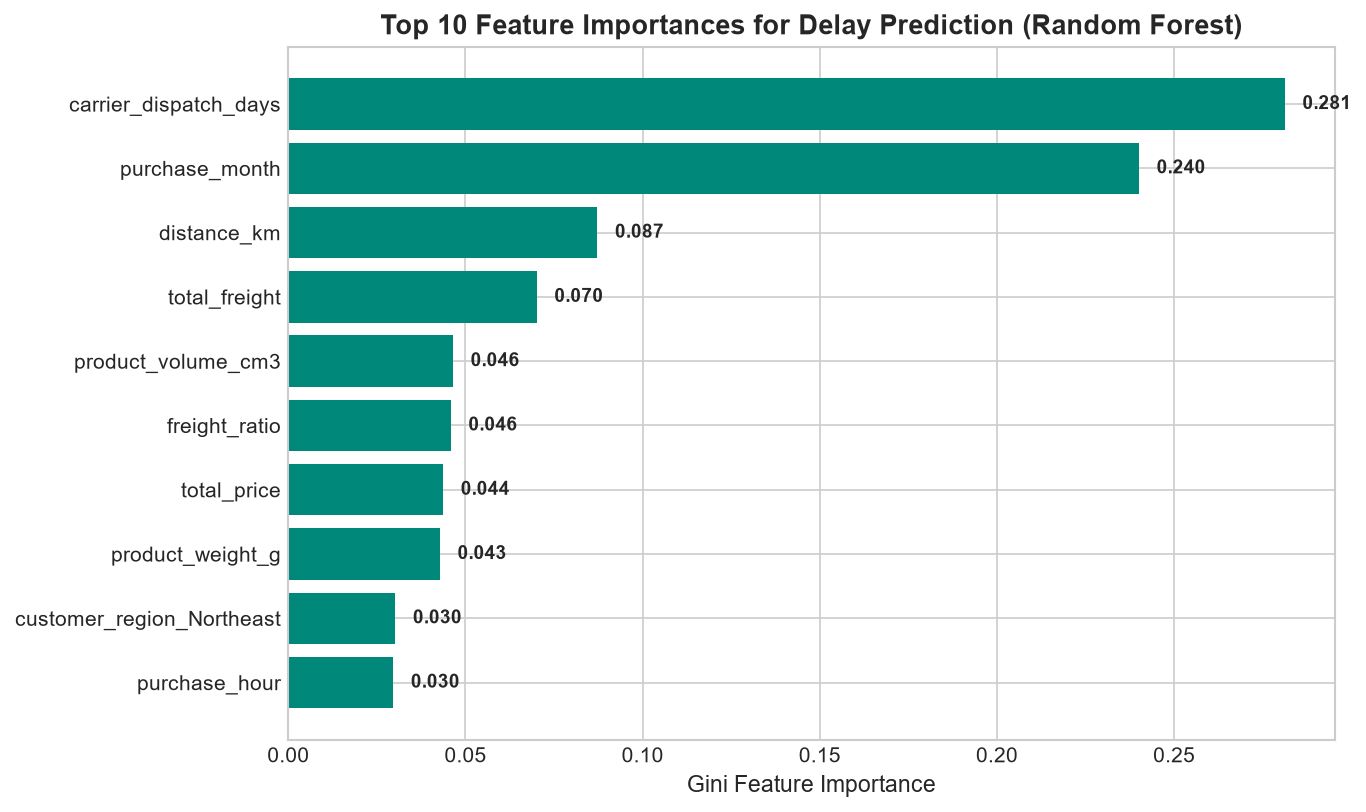 Top 10 Feature Importances for Delay Prediction (Random Forest)
carrier_dispatch_days 0.281
purchase_month 0.240
distance_km 0.087
total_freight 0.070
product_volume_cm3 0.046
freight_ratio 0.046
total_price 0.044
product_weight_g 0.043
customer_region_Northeast 0.030
purchase_hour 0.030
0.00 0.05 0.10 0.15 0.20 0.25
Gini Feature Importance